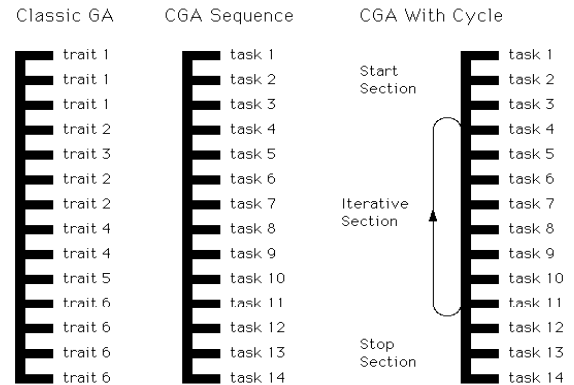 Classic GA
trait 1
trait 1
trait 1
trait 2
trait 3
trait 2
trait 2
trait 4
trait 4
trait 5
trait 6
trait 6
trait 6
trait 6
CGA Sequence
task 1
task 2
task 3
task 4
task 5
task 6
task 7
task 8
task 9
task 10
task 11
task 12
task 13
task 14
CGA With Cycle
Start
Section
Iterative
Section
Stop
Section
task 1
task 2
task 3
task 4
task 5
task 6
task 7
task 8
task 9
task 10
task 11
task 12
task 13
task 14